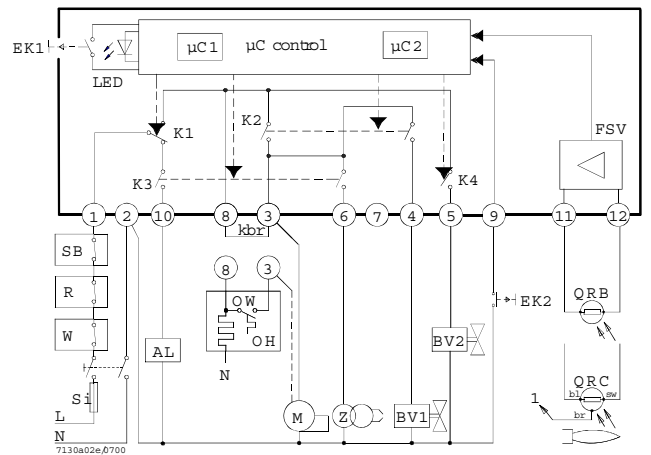 µC1 µC control µC2
EK1
LED
FSV
K1 K2
K3 K4
1 2 10 8 3 6 7 4 5 9 11 12
kbr
SB
R
W
8 3
OW
OH
N
AL
EK2
QRB
BV2
QRC
bl sw
br
1
Si
L
N
M Z BV1
7130a02e/0700